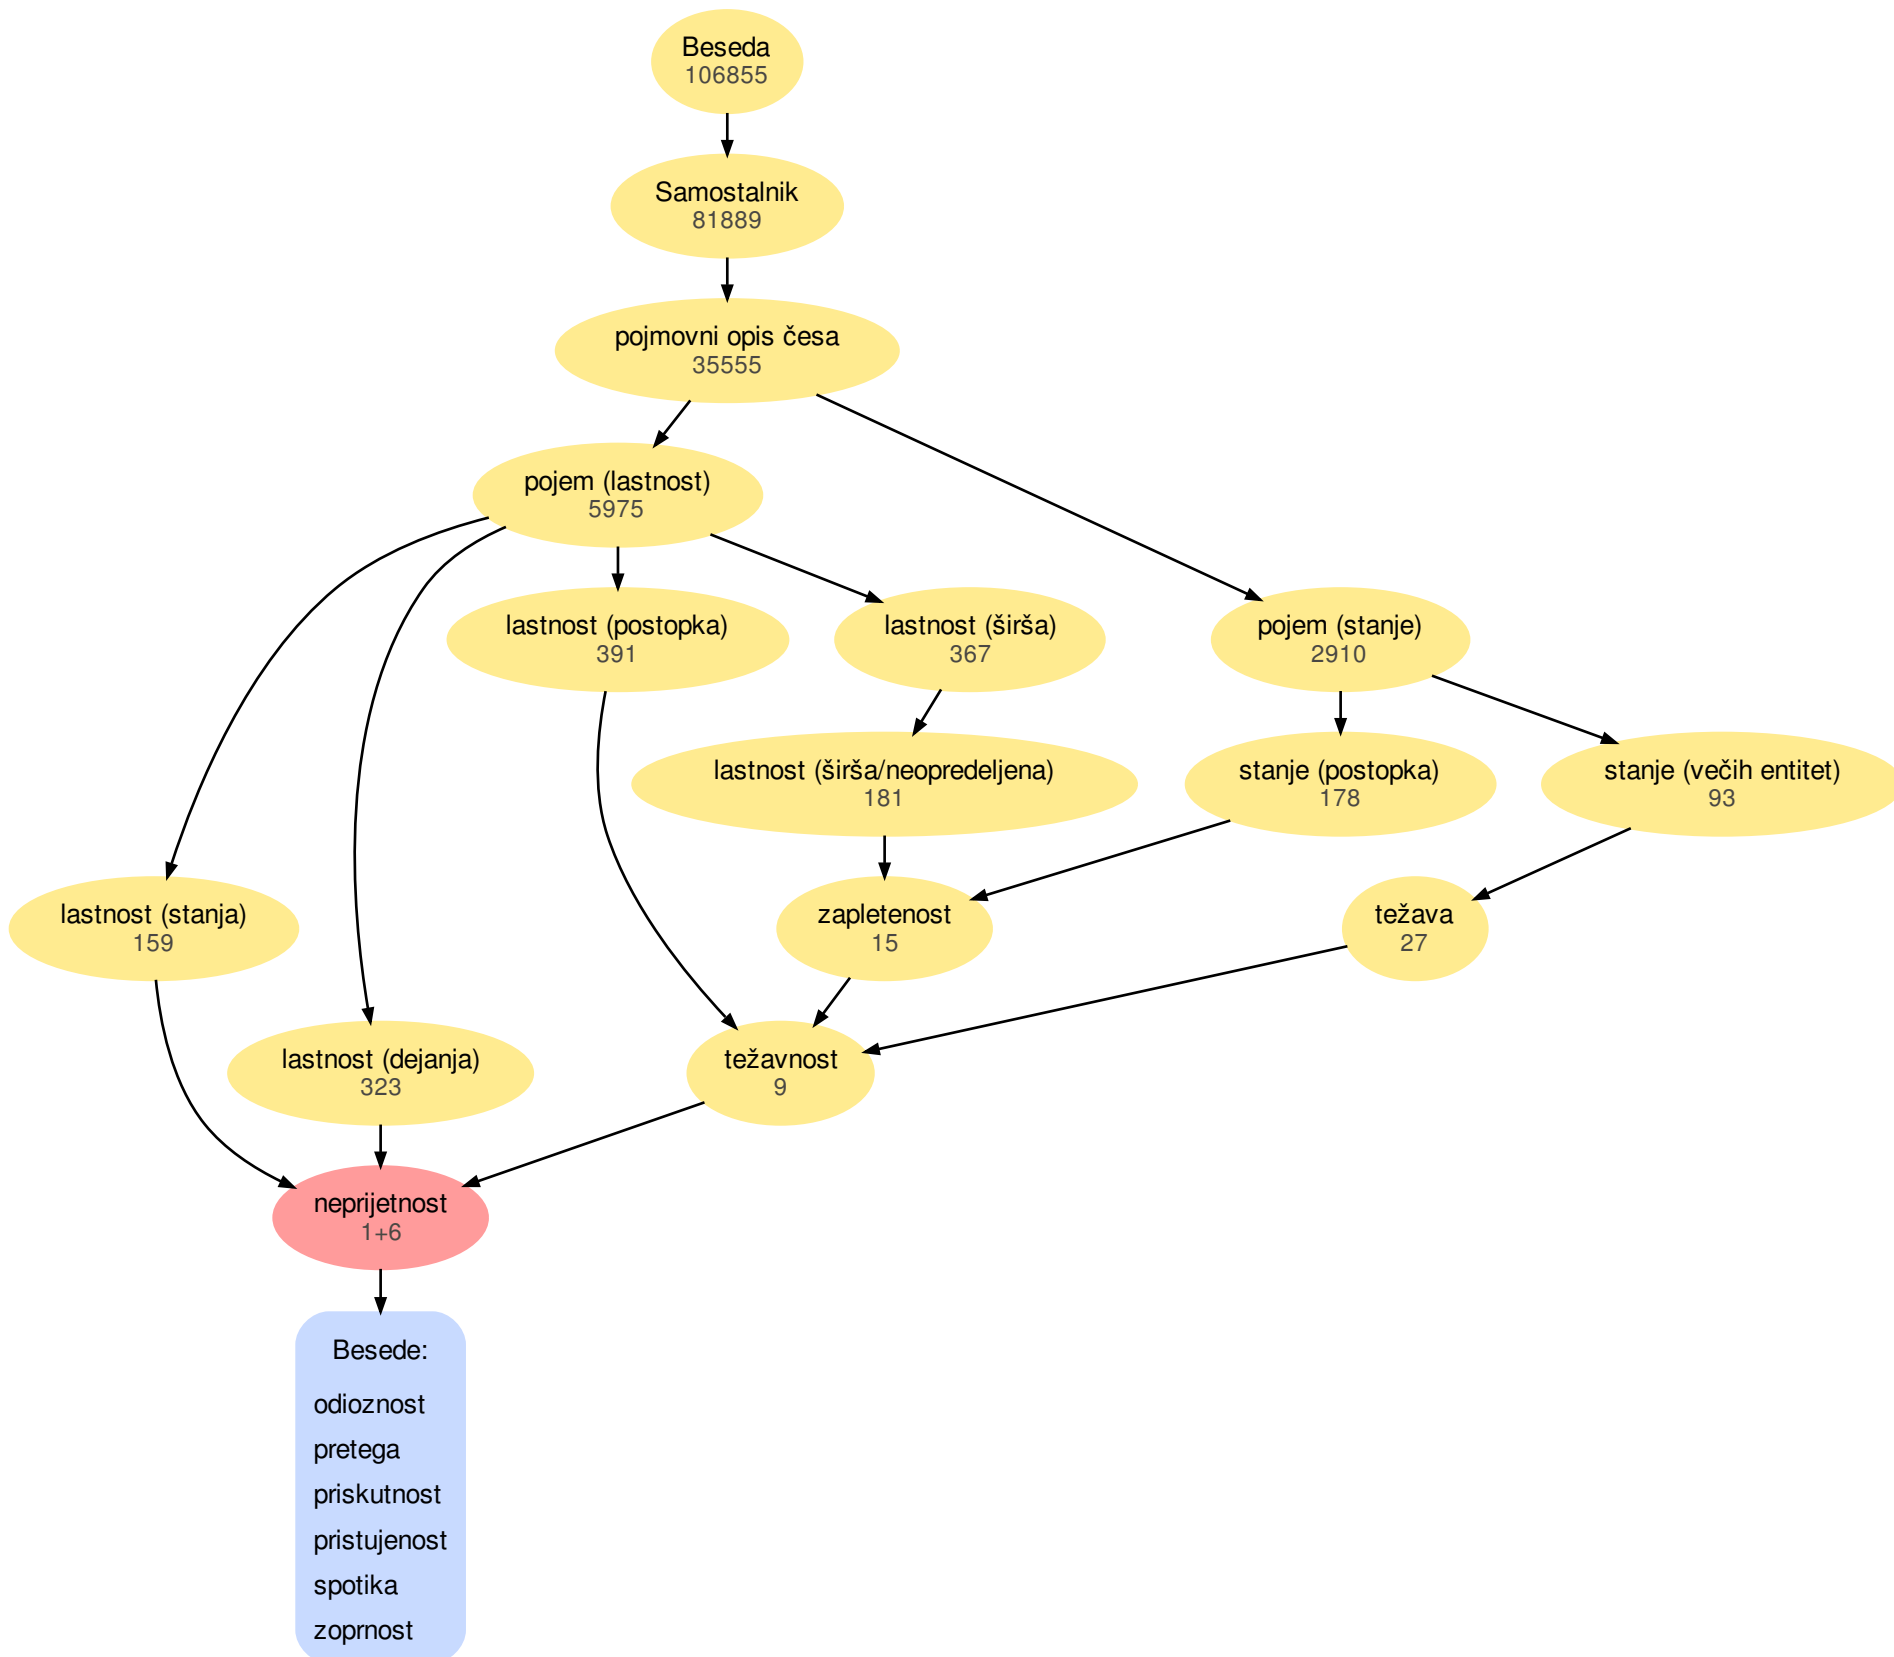 Beseda
106855
Samostalnik
81889
pojmovni opis česa
35555
pojem (lastnost)
5975
lastnost (postopka)
391
lastnost (širša)
367
pojem (stanje)
2910
lastnost (širša/neopredeljena)
181
stanje (postopka)
178
stanje (večih entitet)
93
lastnost (stanja)
159
zapletenost
15
težava
27
lastnost (dejanja)
323
težavnost
9
neprijetnost
1+6
Besede:
odioznost
pretega
priskutnost
pristujenost
spotika
zoprnost